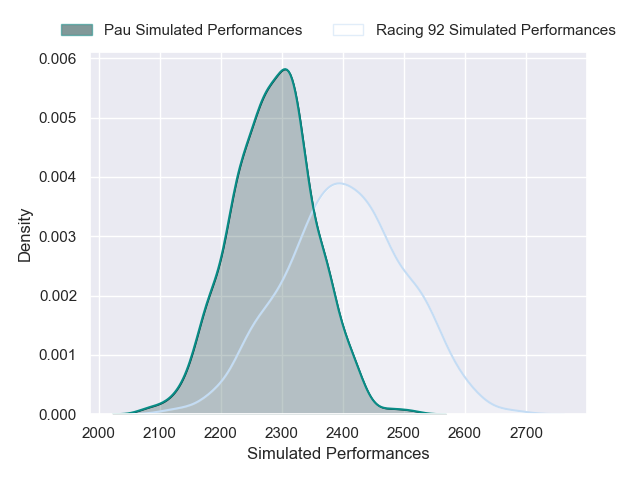 Pau Simulated Performances Racing 92 Simulated Performances
0.006
0.005
0.004
0.003
0.002
0.001
0.000
Density
2000 2100 2200 2300 2400 2500 2600 2700
Simulated Performances